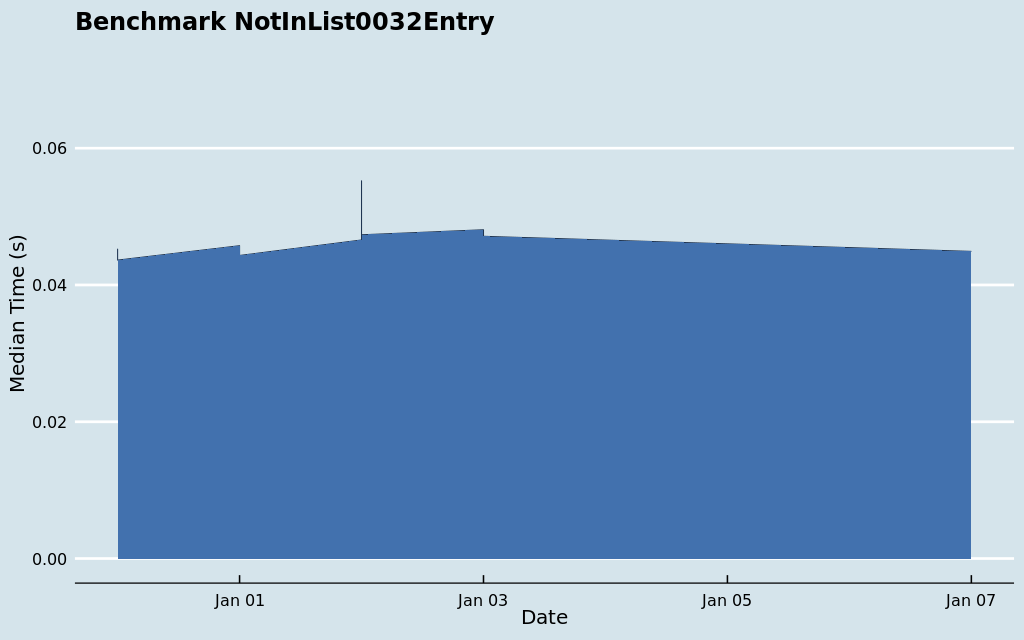 Benchmark NotInList0032Entry
Median Time (s)
0.06
0.04
0.02
0.00
Jan 01
Jan 03
Jan 05
Jan 07
Date